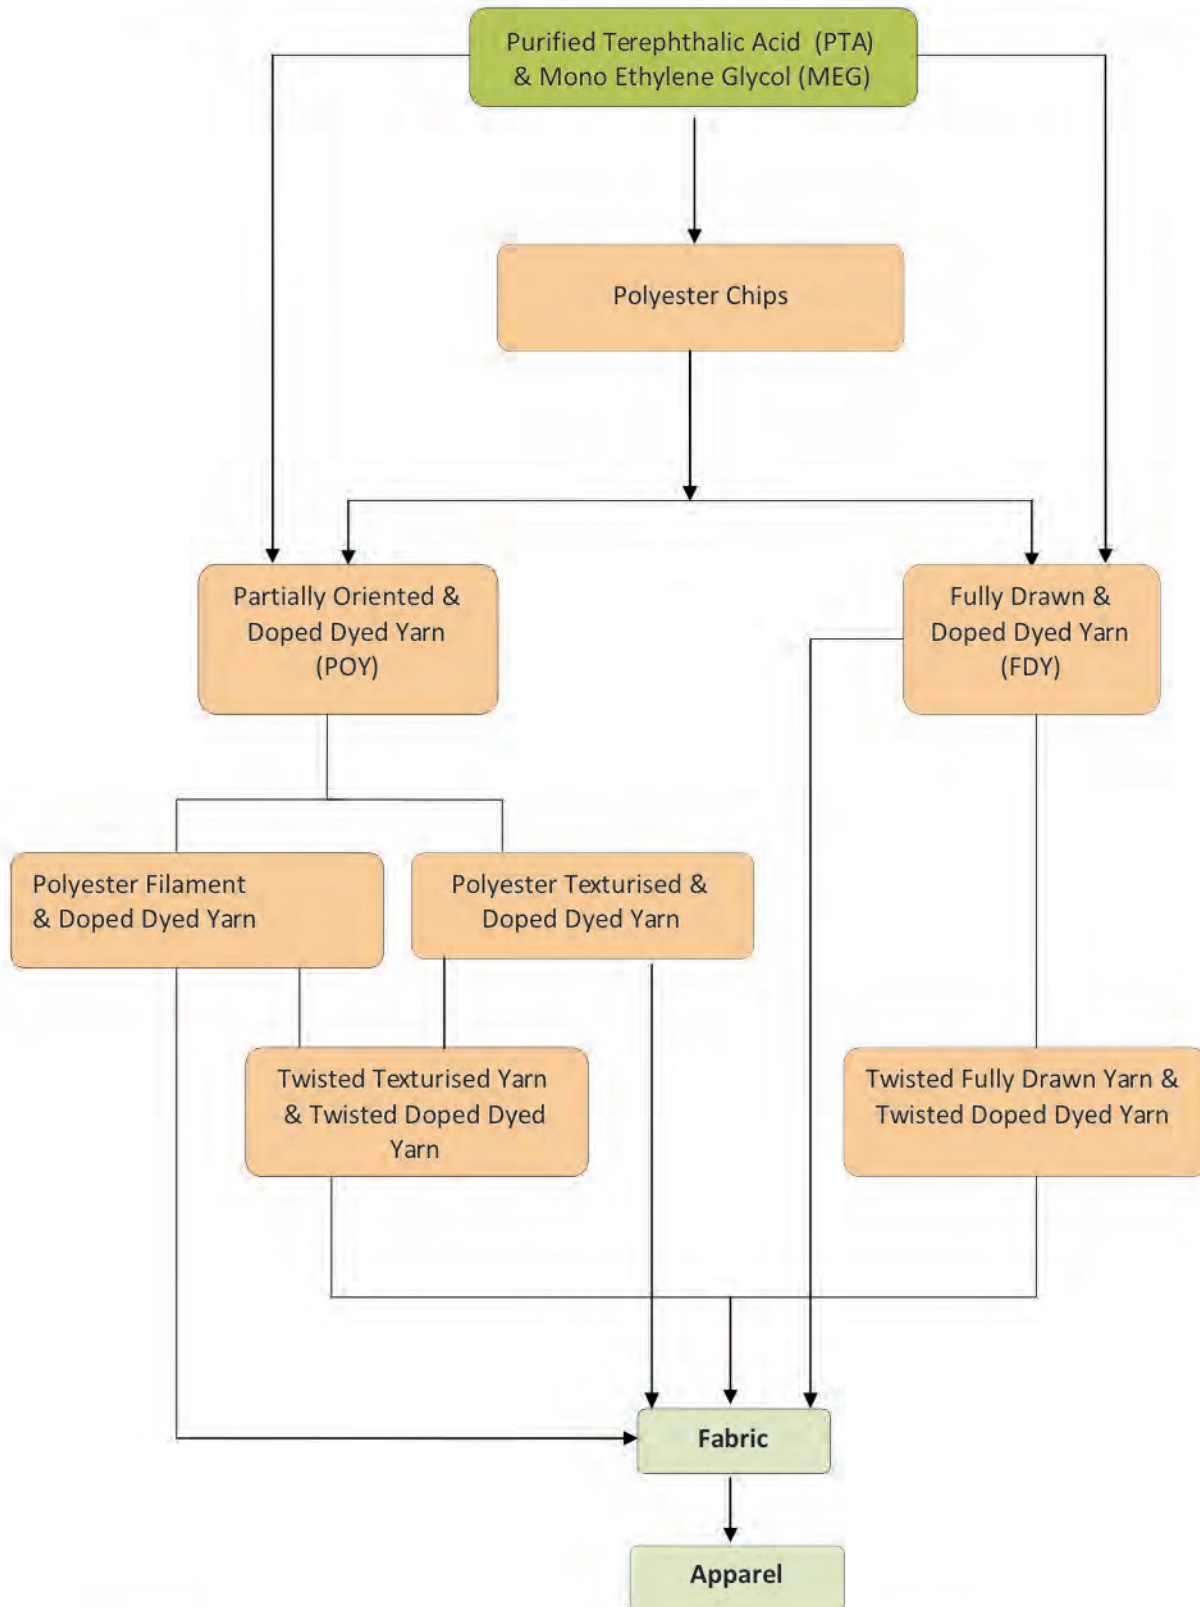 Purified Terephthalic Acid  (PTA)
& Mono Ethylene Glycol (MEG)
Polyester Chips
Partially Oriented &
Doped Dyed Yarn
(POY)
Fully Drawn &
Doped Dyed Yarn
(FDY)
Polyester Filament
& Doped Dyed Yarn
Polyester Texturised &
Doped Dyed Yarn
Twisted Texturised Yarn
& Twisted Doped Dyed
Yarn
Twisted Fully Drawn Yarn &
Twisted Doped Dyed Yarn
Fabric
Apparel